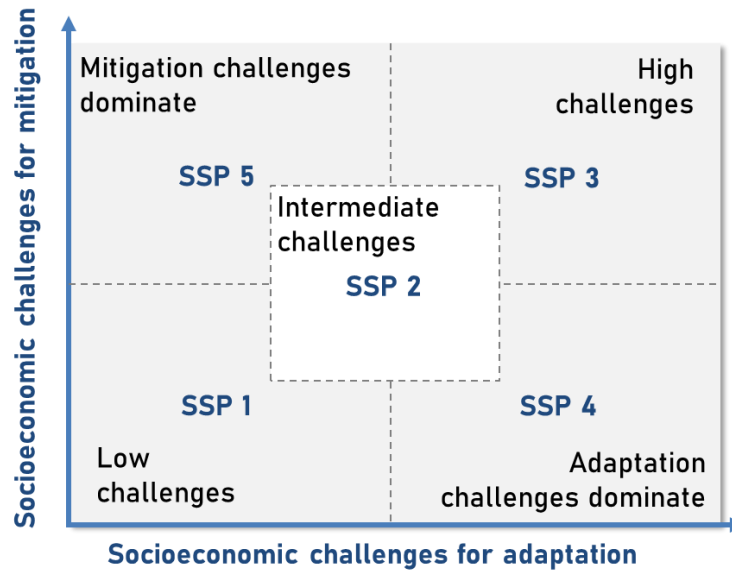 Socioeconomic challenges for mitigation
Mitigation challenges
dominate
High
challenges
SSP 5
SSP 3
Intermediate
challenges
SSP 2
SSP 1
SSP 4
Low
challenges
Adaptation
challenges dominate
Socioeconomic challenges for adaptation